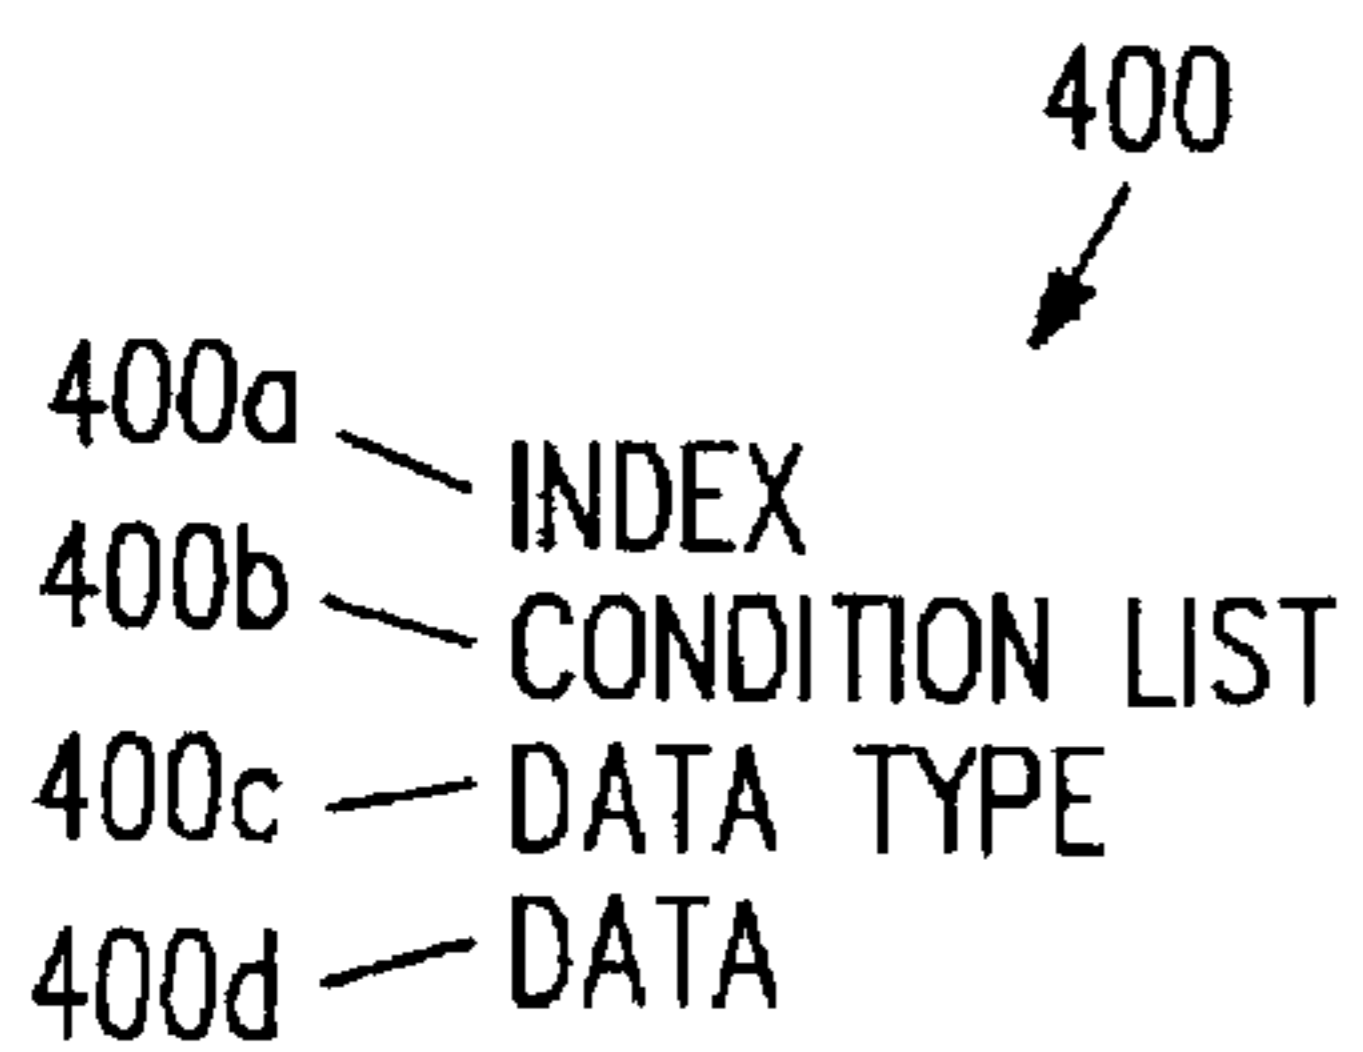 400
400a
INDEX
400b
CONDITION LIST
400c
DATA TYPE
400d
DATA